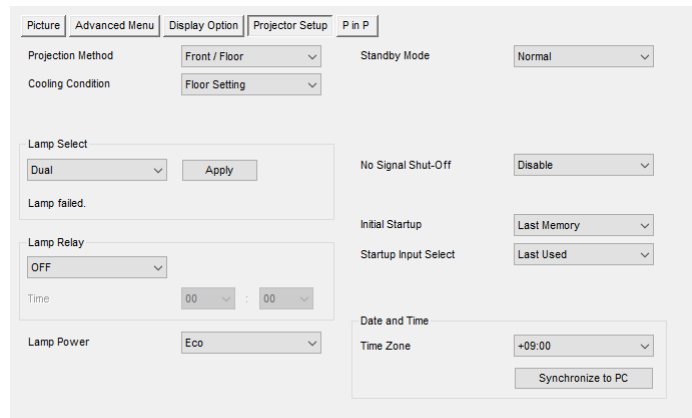 Picture Advanced Menu Display Option Projector Setup P in P
Projection Method Front / Floor
Cooling Condition Floor Setting
Lamp Select
Dual Apply
Lamp failed.
Lamp Relay
OFF
Time 00 : 00
Lamp Power Eco
Standby Mode Normal
No Signal Shut-Off Disable
Initial Startup Last Memory
Startup Input Select Last Used
Date and Time
Time Zone +09:00
Synchronize to PC